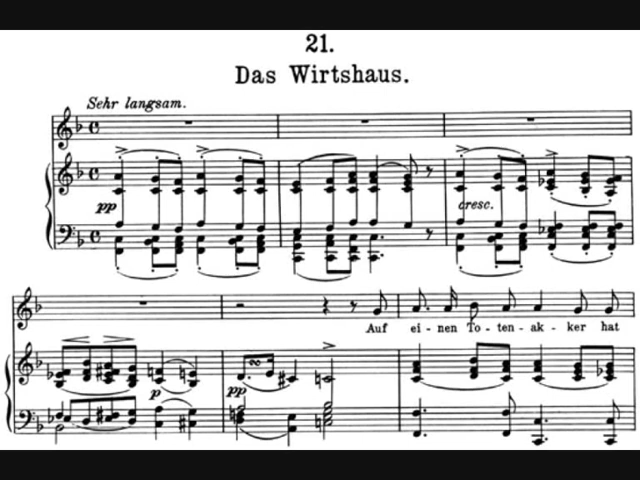 21.
Das Wirtshaus.
Sehr langsam.
pp
cresc.
Auf ei-nen To-ten-ak-ker hat
p
pp